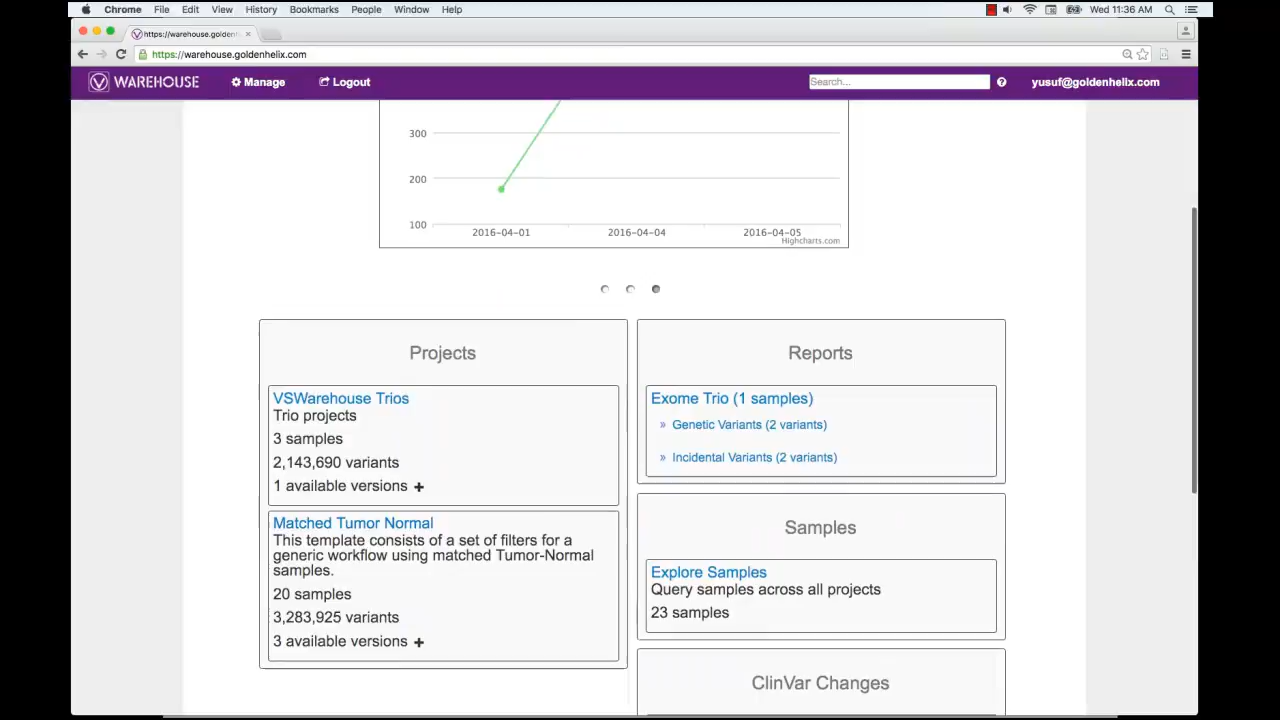 Chrome File Edit View History Bookmarks People Window Help Wed 11:36 AM
https://warehouse.goldenh
https://warehouse.goldenhelix.com
WAREHOUSE Manage Logout Search... yusuf@goldenhelix.com
300
200
100
2016-04-01 2016-04-04 2016-04-05
Highcharts.com
Projects
VSWarehouse Trios
Trio projects
3 samples
2,143,690 variants
1 available versions +
Matched Tumor Normal
This template consists of a set of filters for a
generic workflow using matched Tumor-Normal
samples.
20 samples
3,283,925 variants
3 available versions +
Reports
Exome Trio (1 samples)
» Genetic Variants (2 variants)
» Incidental Variants (2 variants)
Samples
Explore Samples
Query samples across all projects
23 samples
ClinVar Changes